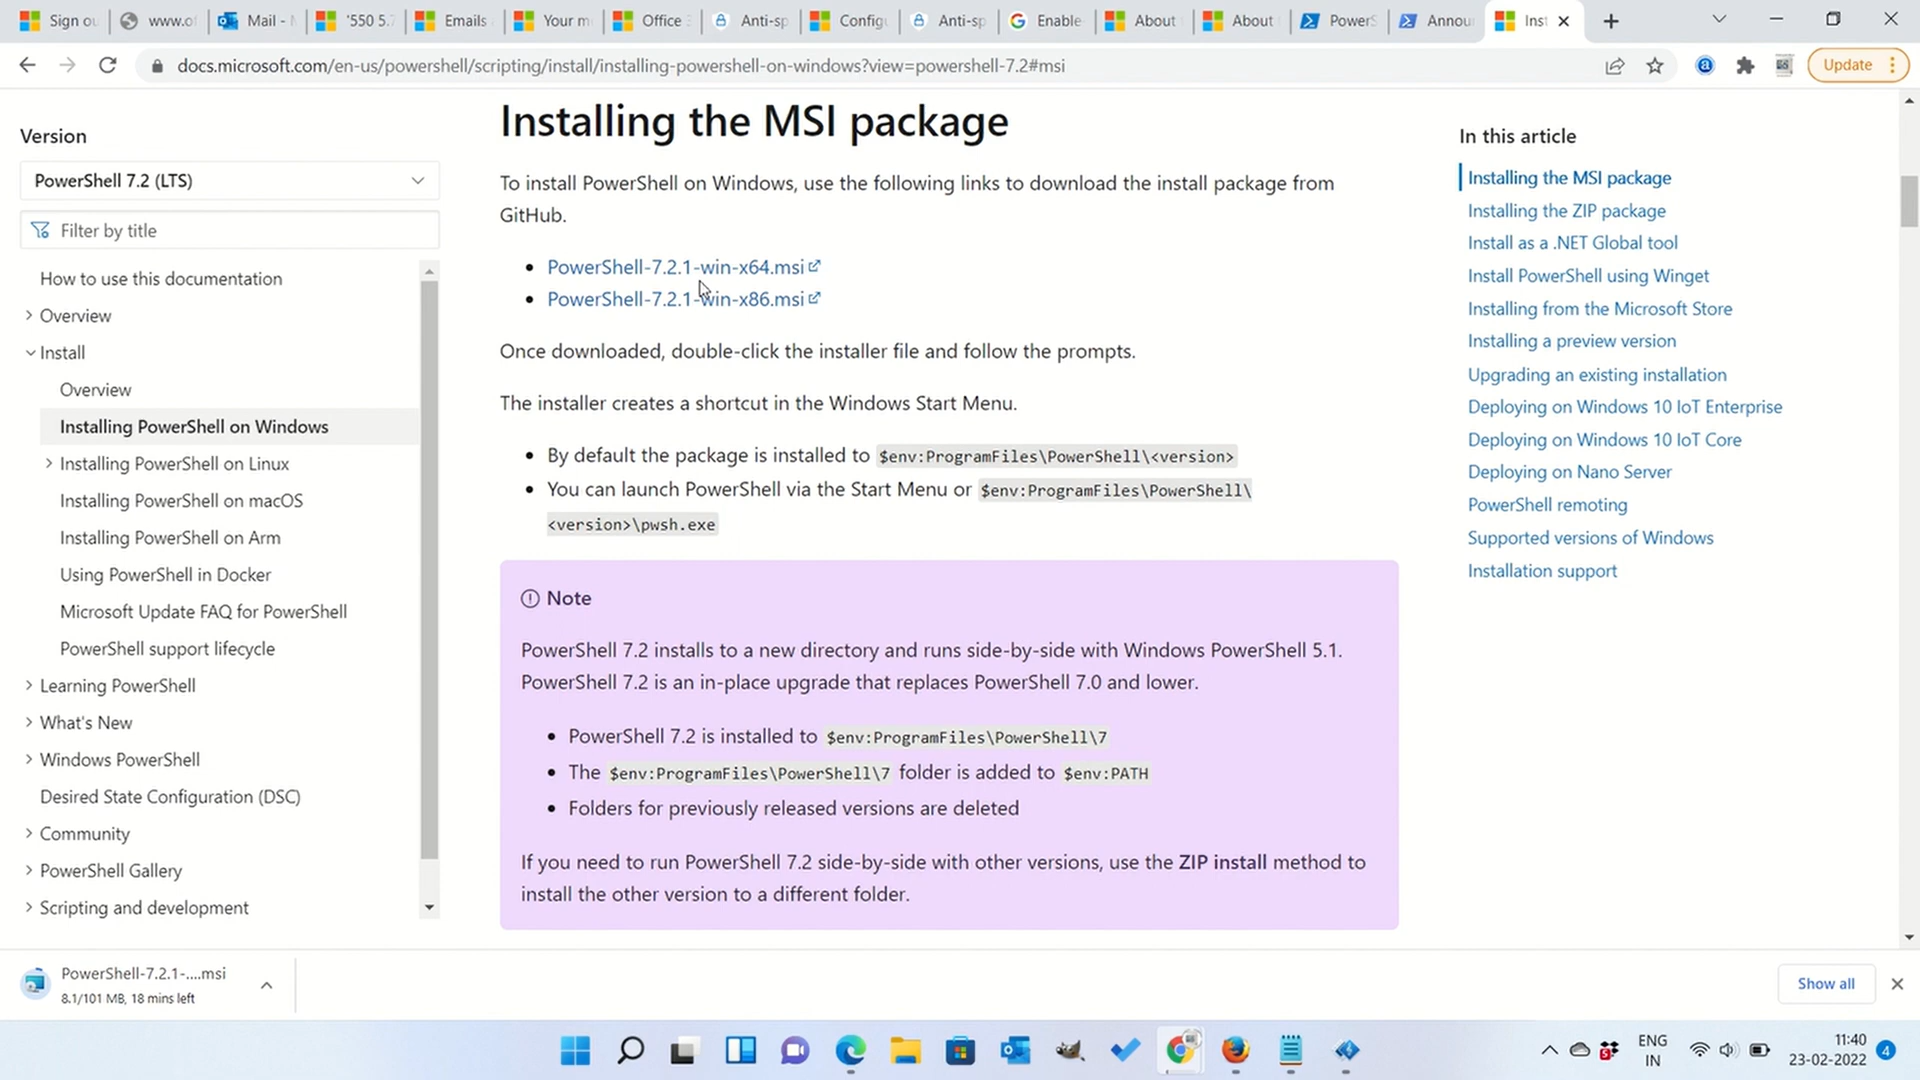 Sign ou
www.of
Mail - N
'550 5.7
Emails
Your m
Office 3
Anti-sp
Configu
Anti-sp
Enable
About
About
PowerS
Annou
Inst
docs.microsoft.com/en-us/powershell/scripting/install/installing-powershell-on-windows?view=powershell-7.2#msi
Update
Version
PowerShell 7.2 (LTS)
Filter by title
How to use this documentation
Overview
Install
Overview
Installing PowerShell on Windows
Installing PowerShell on Linux
Installing PowerShell on macOS
Installing PowerShell on Arm
Using PowerShell in Docker
Microsoft Update FAQ for PowerShell
PowerShell support lifecycle
Learning PowerShell
What's New
Windows PowerShell
Desired State Configuration (DSC)
Community
PowerShell Gallery
Scripting and development
Installing the MSI package
To install PowerShell on Windows, use the following links to download the install package from
GitHub.
• PowerShell-7.2.1-win-x64.msi
• PowerShell-7.2.1-win-x86.msi
Once downloaded, double-click the installer file and follow the prompts.
The installer creates a shortcut in the Windows Start Menu.
• By default the package is installed to $env:ProgramFiles\PowerShell\<version>
• You can launch PowerShell via the Start Menu or $env:ProgramFiles\PowerShell\
<version>\pwsh.exe
Note
PowerShell 7.2 installs to a new directory and runs side-by-side with Windows PowerShell 5.1.
PowerShell 7.2 is an in-place upgrade that replaces PowerShell 7.0 and lower.
• PowerShell 7.2 is installed to $env:ProgramFiles\PowerShell\7
• The $env:ProgramFiles\PowerShell\7 folder is added to $env:PATH
• Folders for previously released versions are deleted
If you need to run PowerShell 7.2 side-by-side with other versions, use the ZIP install method to
install the other version to a different folder.
In this article
Installing the MSI package
Installing the ZIP package
Install as a .NET Global tool
Install PowerShell using Winget
Installing from the Microsoft Store
Installing a preview version
Upgrading an existing installation
Deploying on Windows 10 IoT Enterprise
Deploying on Windows 10 IoT Core
Deploying on Nano Server
PowerShell remoting
Supported versions of Windows
Installation support
PowerShell-7.2.1-....msi
8.1/101 MB, 18 mins left
Show all
ENG
IN
11:40
23-02-2022
4